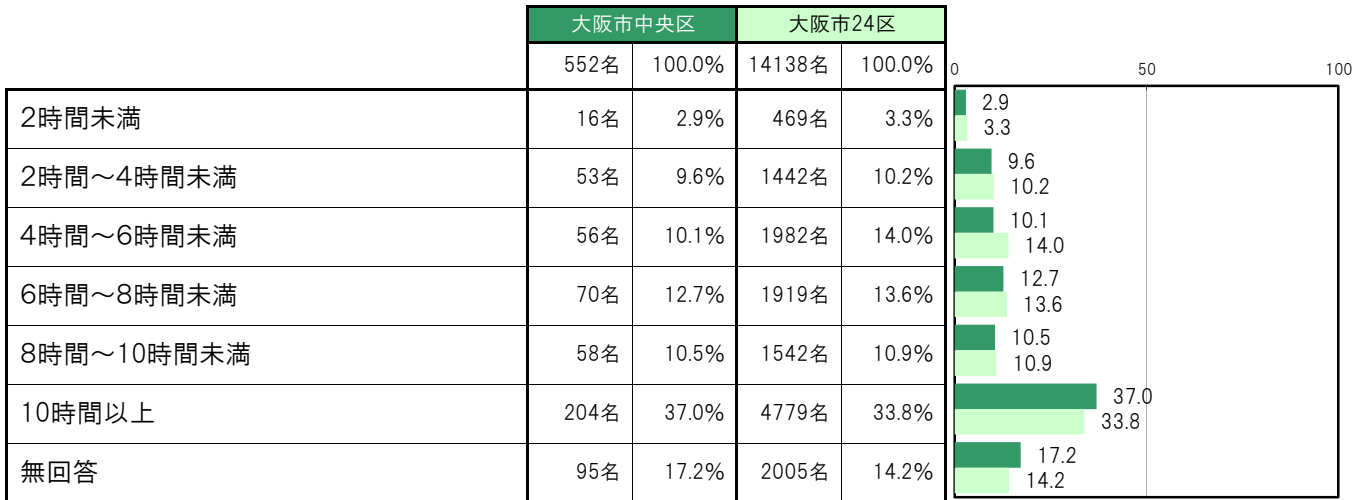 大阪市中央区 大阪市24区
552名 100.0% 14138名 100.0%
0 50 100
2時間未満 16名 2.9% 469名 3.3%
2.9
3.3
2時間～4時間未満 53名 9.6% 1442名 10.2%
9.6
10.2
4時間～6時間未満 56名 10.1% 1982名 14.0%
10.1
14.0
6時間～8時間未満 70名 12.7% 1919名 13.6%
12.7
13.6
8時間～10時間未満 58名 10.5% 1542名 10.9%
10.5
10.9
10時間以上 204名 37.0% 4779名 33.8%
37.0
33.8
無回答 95名 17.2% 2005名 14.2%
17.2
14.2